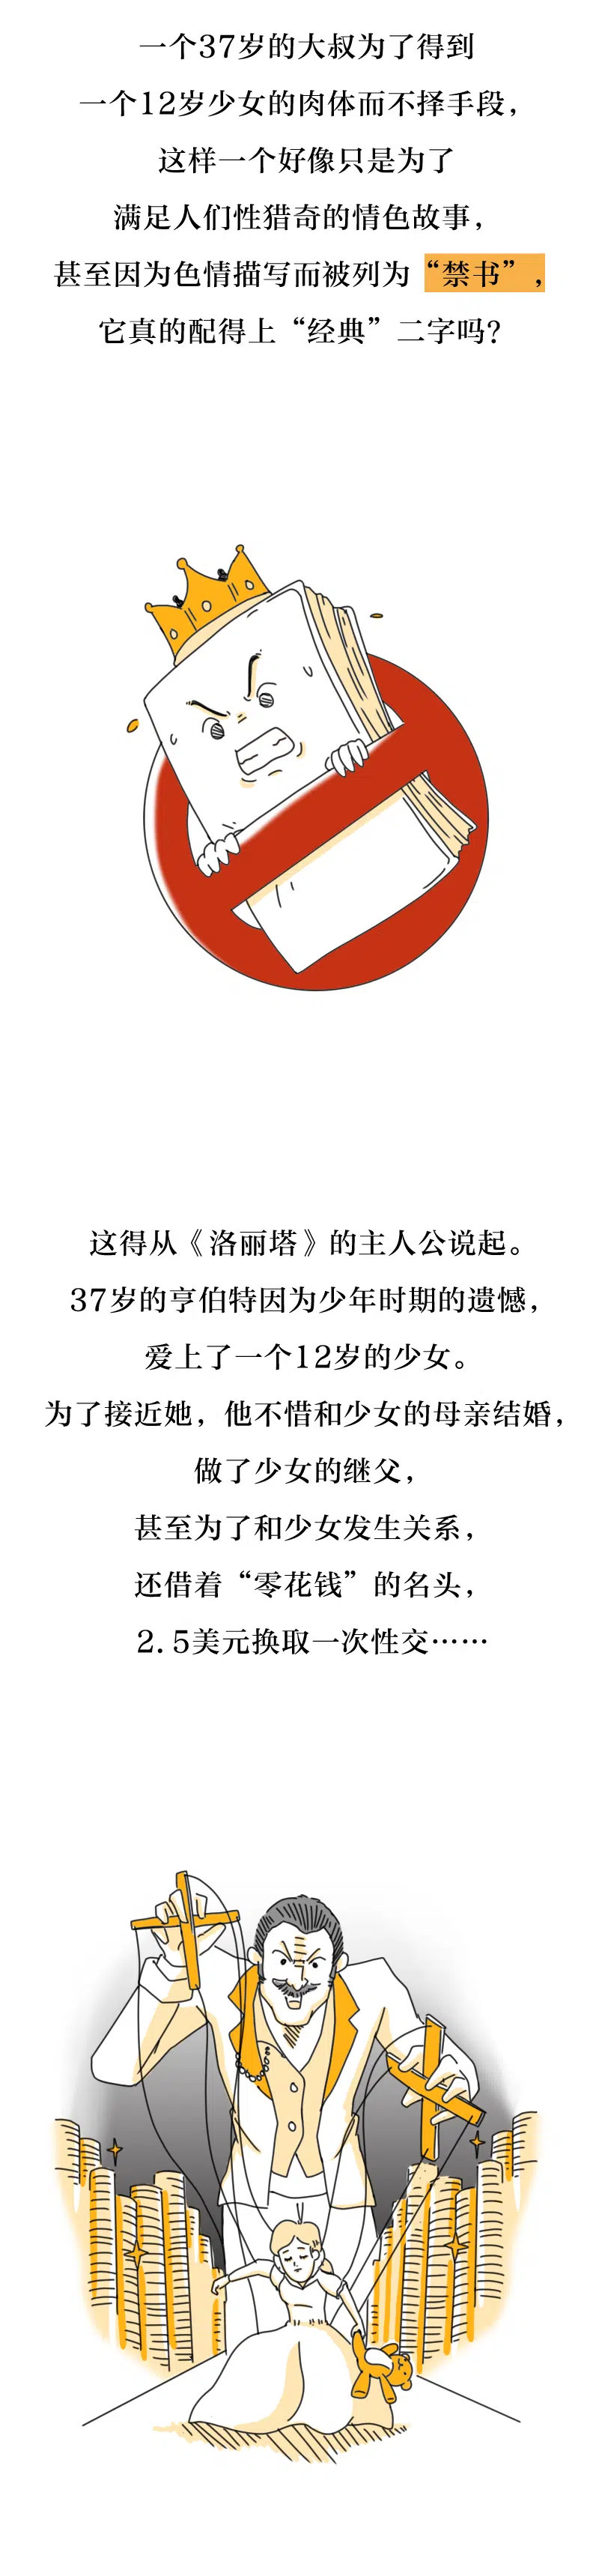 一个37岁的大叔为了得到
一个12岁少女的肉体而不择手段，
这样一个好像只是为了
满足人们性猎奇的情色故事，
甚至因为色情描写而被列为“禁书”，
它真的配得上“经典”二字吗？
这得从《洛丽塔》的主人公说起。
37岁的亨伯特因为少年时期的遗憾，
爱上了一个12岁的少女。
为了接近她，他不惜和少女的母亲结婚，
做了少女的继父，
甚至为了和少女发生关系，
还借着“零花钱”的名头，
2.5美元换取一次性交……